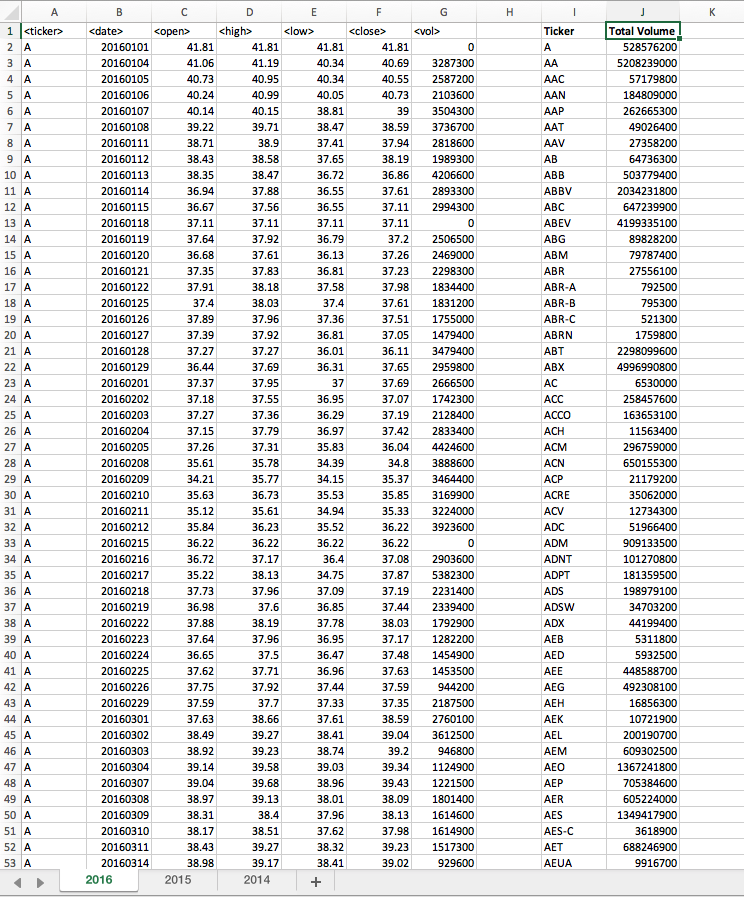 A B C D E F G H I J K
1 <ticker> <date> <open> <high> <low> <close> <vol> Ticker Total Volume
2 A 20160101 41.81 41.81 41.81 41.81 0 A 528576200
3 A 20160104 41.06 41.19 40.34 40.69 3287300 AA 5208239000
4 A 20160105 40.73 40.95 40.34 40.55 2587200 AAC 57179800
5 A 20160106 40.24 40.99 40.05 40.73 2103600 AAN 184809000
6 A 20160107 40.14 40.15 38.81 39 3504300 AAP 262665300
7 A 20160108 39.22 39.71 38.47 38.59 3736700 AAT 49026400
8 A 20160111 38.71 38.9 37.41 37.94 2818600 AAV 27358200
9 A 20160112 38.43 38.58 37.65 38.19 1989300 AB 64736300
10 A 20160113 38.35 38.47 36.72 36.86 4206600 ABB 503779400
11 A 20160114 36.94 37.88 36.55 37.61 2893300 ABBV 2034231800
12 A 20160115 36.67 37.56 36.55 37.11 2994300 ABC 647239900
13 A 20160118 37.11 37.11 37.11 37.11 0 ABEV 4199335100
14 A 20160119 37.64 37.92 36.79 37.2 2506500 ABG 89828200
15 A 20160120 36.68 37.61 36.13 37.26 2469000 ABM 79787400
16 A 20160121 37.35 37.83 36.81 37.23 2298300 ABR 27556100
17 A 20160122 37.91 38.18 37.58 37.98 1834400 ABR-A 792500
18 A 20160125 37.4 38.03 37.4 37.61 1831200 ABR-B 795300
19 A 20160126 37.89 37.96 37.36 37.51 1755000 ABR-C 521300
20 A 20160127 37.39 37.92 36.81 37.05 1479400 ABRN 1759800
21 A 20160128 37.27 37.27 36.01 36.11 3479400 ABT 2298099600
22 A 20160129 36.44 37.69 36.31 37.65 2959800 ABX 4996990800
23 A 20160201 37.37 37.95 37 37.69 2666500 AC 6530000
24 A 20160202 37.18 37.55 36.95 37.07 1742300 ACC 258457600
25 A 20160203 37.27 37.36 36.29 37.19 2128400 ACCO 163653100
26 A 20160204 37.15 37.79 36.97 37.42 2833400 ACH 11563400
27 A 20160205 37.26 37.31 35.83 36.04 4424600 ACM 296759000
28 A 20160208 35.61 35.78 34.39 34.8 3888600 ACN 650155300
29 A 20160209 34.21 35.77 34.15 35.37 3464400 ACP 21179200
30 A 20160210 35.63 36.73 35.53 35.85 3169900 ACRE 35062000
31 A 20160211 35.12 35.61 34.94 35.33 3224000 ACV 12734300
32 A 20160212 35.84 36.23 35.52 36.22 3923600 ADC 51966400
33 A 20160215 36.22 36.22 36.22 36.22 0 ADM 909133500
34 A 20160216 36.72 37.17 36.4 37.08 2903600 ADNT 101270800
35 A 20160217 35.22 38.13 34.75 37.87 5382300 ADPT 181359500
36 A 20160218 37.73 37.96 37.09 37.19 2231400 ADS 198979100
37 A 20160219 36.98 37.6 36.85 37.44 2339400 ADSW 34703200
38 A 20160222 37.88 38.19 37.78 38.03 1792900 ADX 44199400
39 A 20160223 37.64 37.96 36.95 37.17 1282200 AEB 5311800
40 A 20160224 36.65 37.5 36.47 37.48 1454900 AED 5932500
41 A 20160225 37.62 37.71 36.96 37.63 1453500 AEE 448588700
42 A 20160226 37.75 37.92 37.44 37.59 944200 AEG 492308100
43 A 20160229 37.59 37.7 37.33 37.35 2187500 AEH 16856300
44 A 20160301 37.63 38.66 37.61 38.59 2760100 AEK 10721900
45 A 20160302 38.49 39.27 38.41 39.04 3612500 AEL 200190700
46 A 20160303 38.92 39.23 38.74 39.2 946800 AEM 609302500
47 A 20160304 39.14 39.58 39.03 39.34 1124900 AEO 1367241800
48 A 20160307 39.04 39.68 38.96 39.43 1221500 AEP 705384600
49 A 20160308 38.97 39.13 38.01 38.09 1801400 AER 605224000
50 A 20160309 38.31 38.4 37.96 38.13 1614600 AES 1349417900
51 A 20160310 38.17 38.51 37.62 37.98 1614900 AES-C 3618900
52 A 20160311 38.43 39.27 38.32 39.23 1517300 AET 688246900
53 A 20160314 38.98 39.17 38.41 39.02 929600 AEUA 9916700
2016 2015 2014 +